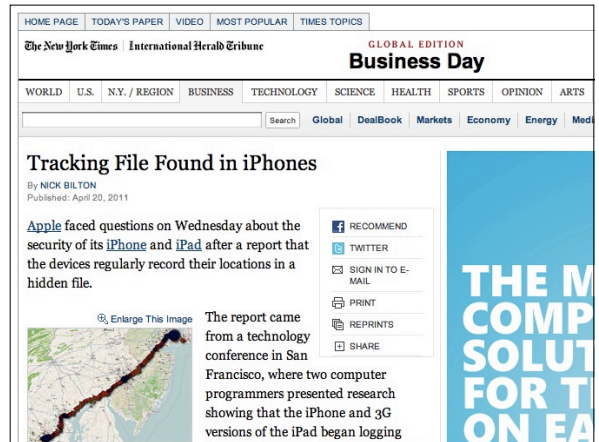 HOME PAGE TODAY'S PAPER VIDEO MOST POPULAR TIMES TOPICS
The New York Times International Herald Tribune
GLOBAL EDITION
Business Day
WORLD U.S. N.Y. / REGION BUSINESS TECHNOLOGY SCIENCE HEALTH SPORTS OPINION ARTS
Search Global DealBook Markets Economy Energy Medi
Tracking File Found in iPhones
By NICK BILTON
Published: April 20, 2011
Apple faced questions on Wednesday about the
security of its iPhone and iPad after a report that
the devices regularly record their locations in a
hidden file.
RECOMMEND
TWITTER
SIGN IN TO E-
MAIL
PRINT
REPRINTS
SHARE
Enlarge This Image
The report came
from a technology
conference in San
Francisco, where two computer
programmers presented research
showing that the iPhone and 3G
versions of the iPad began logging
THE M
COMP
SOLUT
FOR T
ON EA